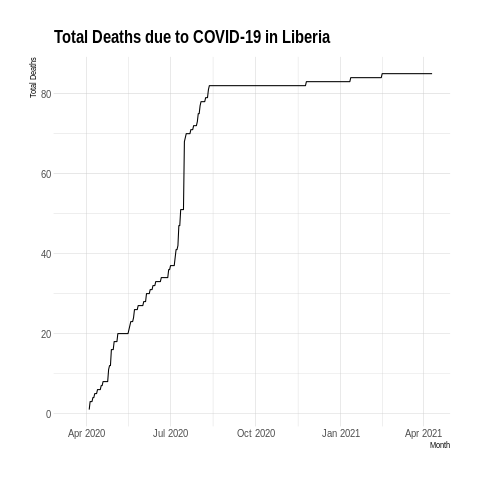 Total Deaths due to COVID-19 in Liberia
Total Deaths
80
60
40
20
0
Apr 2020 Jul 2020 Oct 2020 Jan 2021 Apr 2021
Month